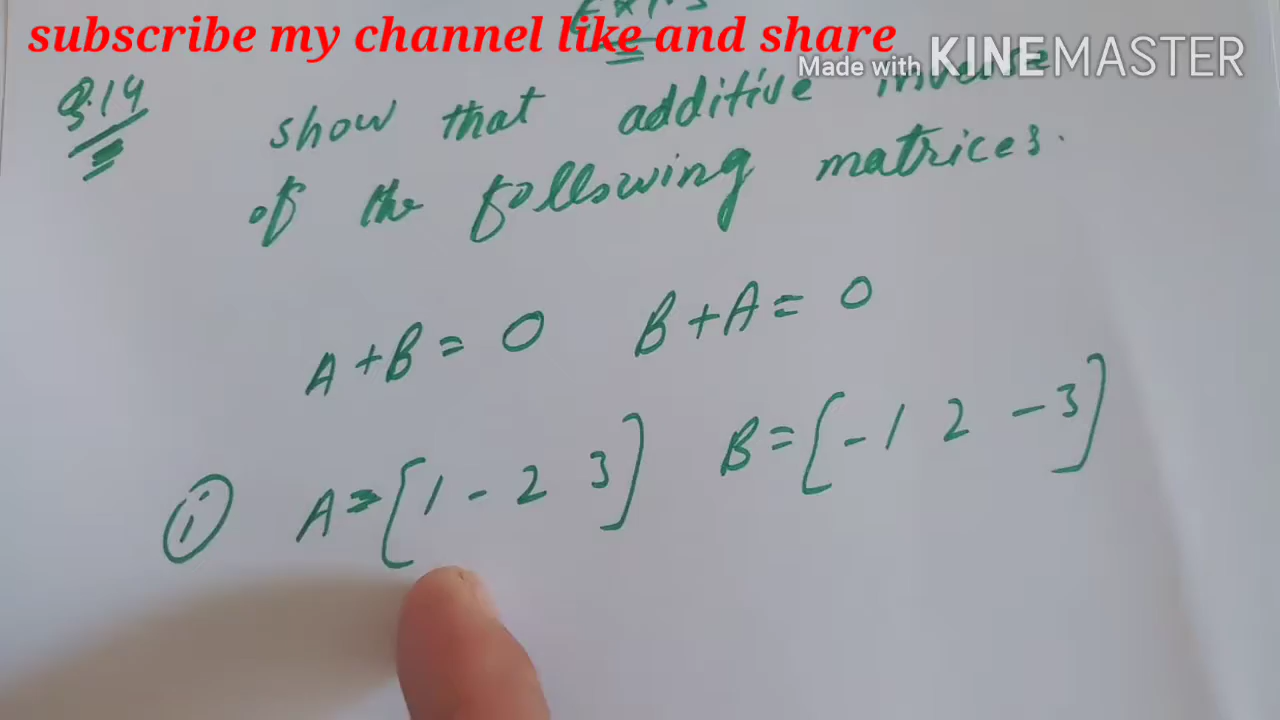 subscribe my channel like and share
Made with KINEMASTER
Q.14
show that additive inverse
of the following matrices.
A+B=0 B+A=0
(i) A=[1 -2 3] B=[-1 2 -3]